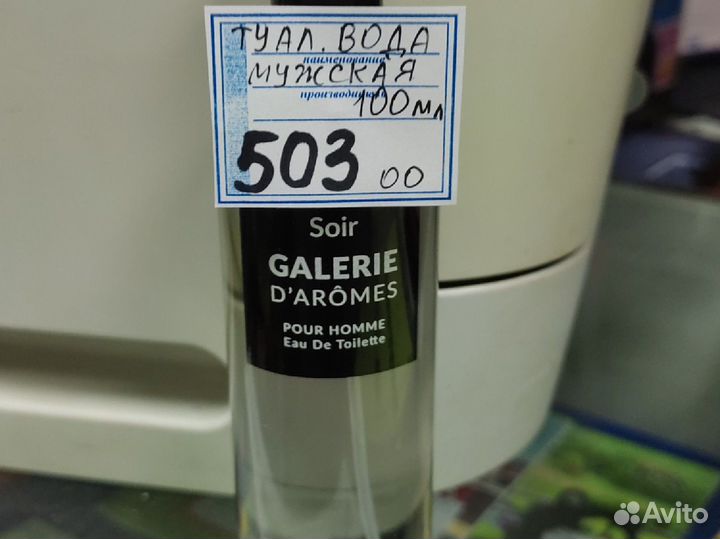 ТУАЛ. ВОДА
наименование
МУЖСКАЯ
производитель
100мл
503 00
Soir
GALERIE
D'ARÔMES
POUR HOMME
Eau De Toilette
Avito